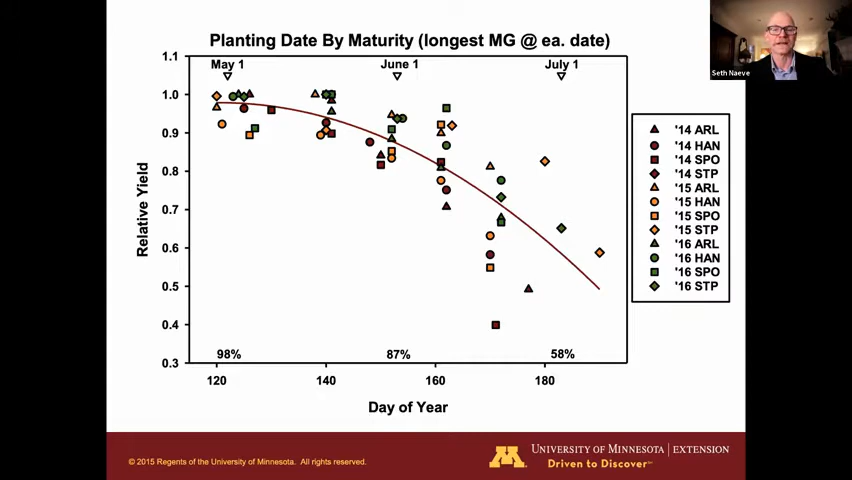 Planting Date By Maturity (longest MG @ ea. date)
Seth Naeve
May 1
June 1
July 1
1.1
1.0
0.9
0.8
0.7
0.6
0.5
0.4
0.3
Relative Yield
98%
87%
58%
120
140
160
180
Day of Year
'14 ARL
'14 HAN
'14 SPO
'14 STP
'15 ARL
'15 HAN
'15 SPO
'15 STP
'16 ARL
'16 HAN
'16 SPO
'16 STP
© 2015 Regents of the University of Minnesota. All rights reserved.
M
UNIVERSITY OF MINNESOTA | EXTENSION
Driven to Discover℠